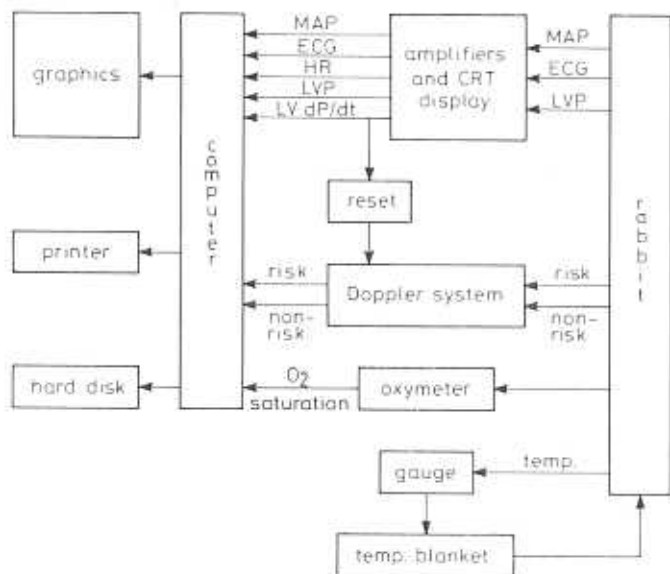 graphics
computer
MAP
ECG
HR
LVP
LV dP/dt
amplifiers
and CRT
display
MAP
ECG
LVP
rabbit
reset
printer
risk
non-
risk
Doppler system
risk
non-
risk
hard disk
O2
saturation
oxymeter
gauge
temp.
temp. blanket